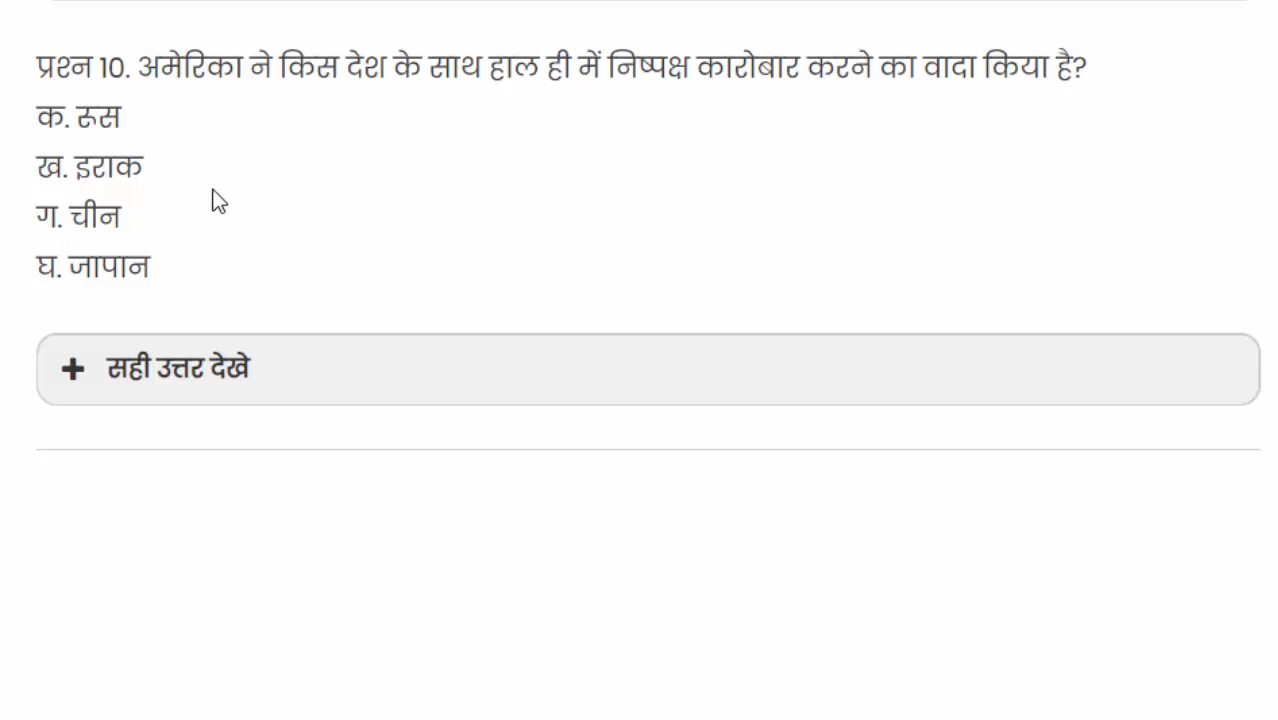 प्रश्न 10. अमेरिका ने किस देश के साथ हाल ही में निष्पक्ष कारोबार करने का वादा किया है?
क. रूस
ख. इराक
ग. चीन
घ. जापान
सही उत्तर देखे